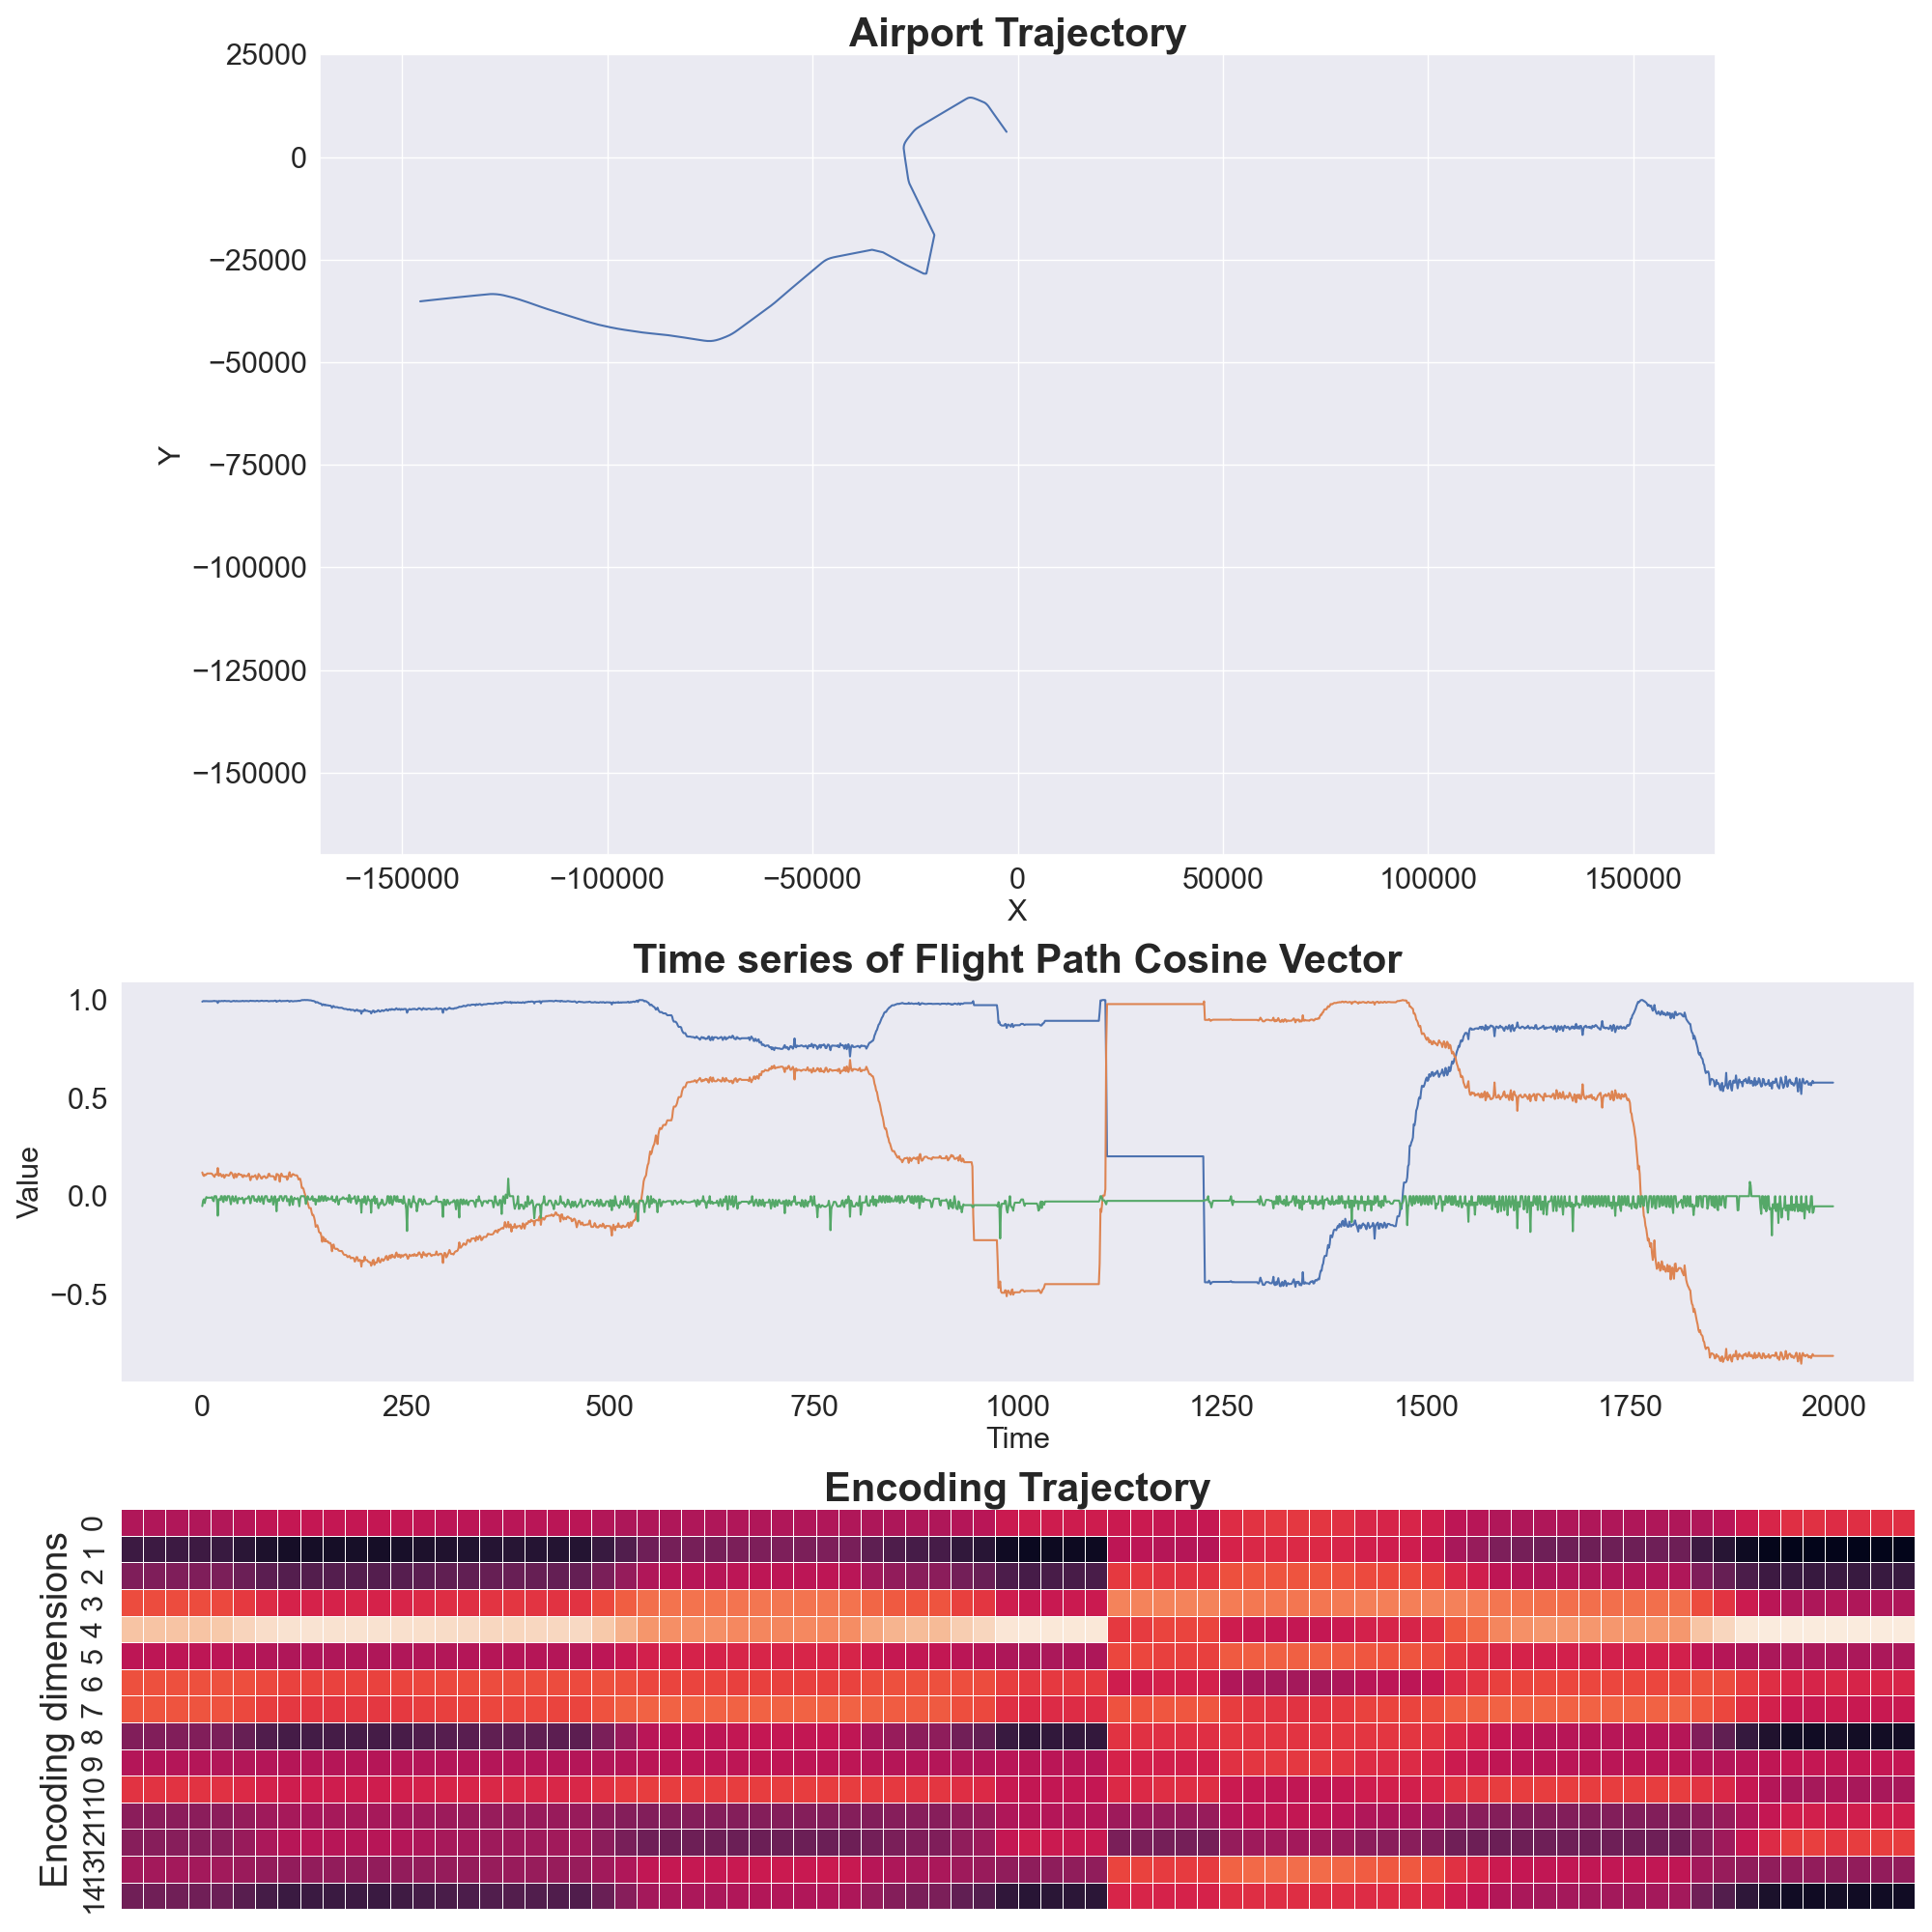 Airport Trajectory
25000
0
−25000
−50000
−75000
−100000
−125000
−150000
Y
−150000 −100000 −50000 0 50000 100000 150000
X
Time series of Flight Path Cosine Vector
1.0
0.5
0.0
−0.5
Value
0 250 500 750 1000 1250 1500 1750 2000
Time
Encoding Trajectory
Encoding dimensions
0
1
2
3
4
5
6
7
8
9
10
11
12
13
14